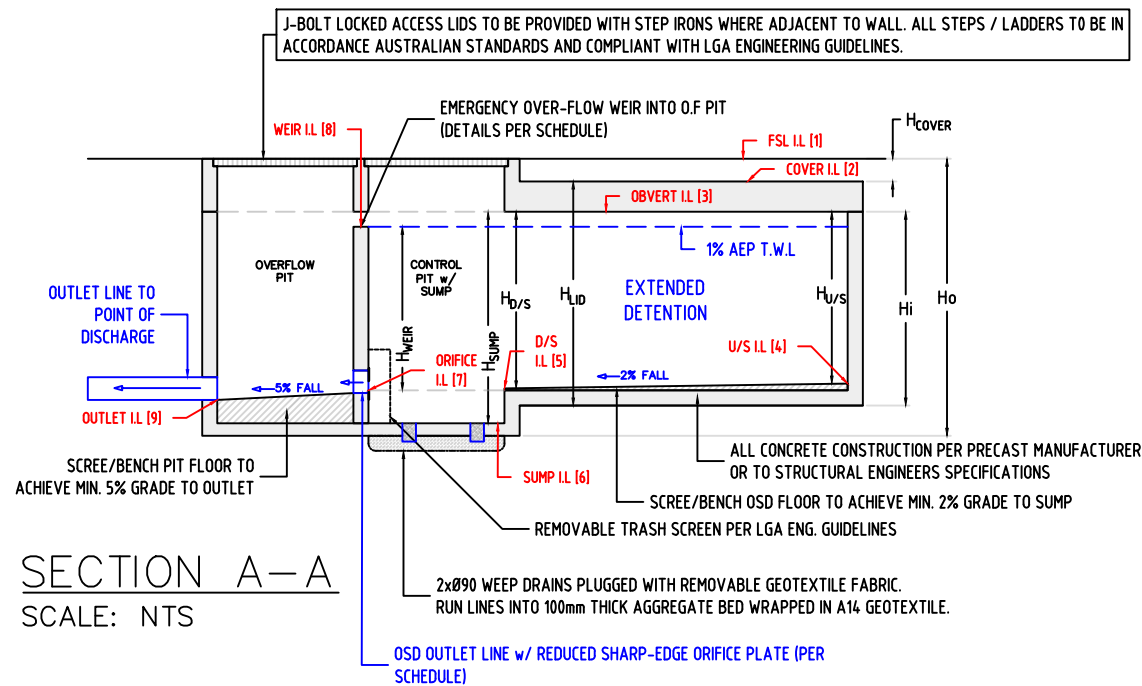 J-BOLT LOCKED ACCESS LIDS TO BE PROVIDED WITH STEP IRONS WHERE ADJACENT TO WALL. ALL STEPS / LADDERS TO BE IN
ACCORDANCE AUSTRALIAN STANDARDS AND COMPLIANT WITH LGA ENGINEERING GUIDELINES.
EMERGENCY OVER-FLOW WEIR INTO O.F PIT
(DETAILS PER SCHEDULE)
WEIR I.L [8]
HCOVER
FSL I.L [1]
COVER I.L [2]
OBVERT I.L [3]
1% AEP T.W.L
OVERFLOW
PIT
CONTROL
PIT w/
SUMP
EXTENDED
DETENTION
HD/S
HLID
HU/S
Hi
Ho
HWEIR
HSUMP
OUTLET LINE TO
POINT OF
DISCHARGE
ORIFICE
I.L [7]
D/S
I.L [5]
U/S I.L [4]
5% FALL
2% FALL
OUTLET I.L [9]
SUMP I.L [6]
SCREE/BENCH PIT FLOOR TO
ACHIEVE MIN. 5% GRADE TO OUTLET
ALL CONCRETE CONSTRUCTION PER PRECAST MANUFACTURER
OR TO STRUCTURAL ENGINEERS SPECIFICATIONS
SCREE/BENCH OSD FLOOR TO ACHIEVE MIN. 2% GRADE TO SUMP
REMOVABLE TRASH SCREEN PER LGA ENG. GUIDELINES
SECTION A-A
SCALE: NTS
2xØ90 WEEP DRAINS PLUGGED WITH REMOVABLE GEOTEXTILE FABRIC.
RUN LINES INTO 100mm THICK AGGREGATE BED WRAPPED IN A14 GEOTEXTILE.
OSD OUTLET LINE w/ REDUCED SHARP-EDGE ORIFICE PLATE (PER
SCHEDULE)